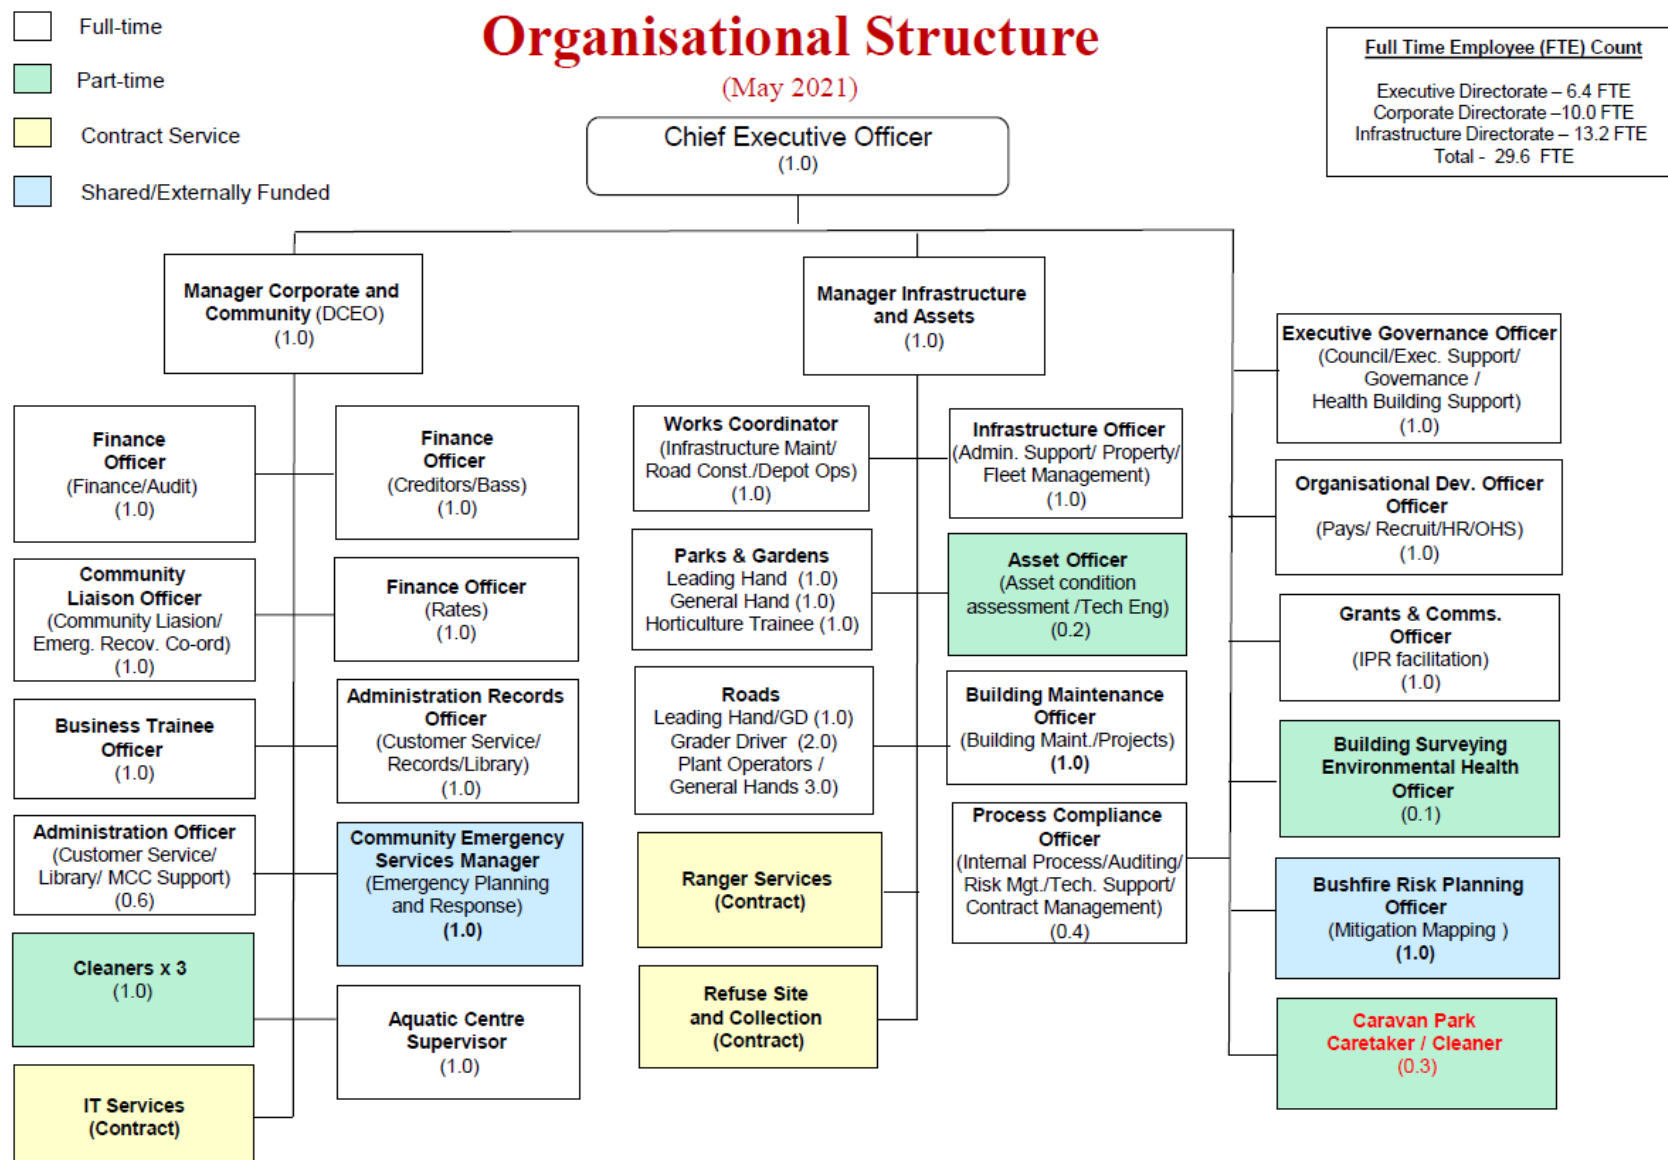 Full-time
Part-time
Contract Service
Shared/Externally Funded
Organisational Structure
(May 2021)
Full Time Employee (FTE) Count
Executive Directorate – 6.4 FTE
Corporate Directorate –10.0 FTE
Infrastructure Directorate – 13.2 FTE
Total - 29.6 FTE
Chief Executive Officer
(1.0)
Manager Corporate and
Community (DCEO)
(1.0)
Finance
Officer
(Finance/Audit)
(1.0)
Finance
Officer
(Creditors/Bass)
(1.0)
Community
Liaison Officer
(Community Liasion/
Emerg. Recov. Co-ord)
(1.0)
Finance Officer
(Rates)
(1.0)
Business Trainee
Officer
(1.0)
Administration Records
Officer
(Customer Service/
Records/Library)
(1.0)
Administration Officer
(Customer Service/
Library/ MCC Support)
(0.6)
Community Emergency
Services Manager
(Emergency Planning
and Response)
(1.0)
Cleaners x 3
(1.0)
Aquatic Centre
Supervisor
(1.0)
IT Services
(Contract)
Manager Infrastructure
and Assets
(1.0)
Works Coordinator
(Infrastructure Maint/
Road Const./Depot Ops)
(1.0)
Infrastructure Officer
(Admin. Support/ Property/
Fleet Management)
(1.0)
Parks & Gardens
Leading Hand (1.0)
General Hand (1.0)
Horticulture Trainee (1.0)
Asset Officer
(Asset condition
assessment /Tech Eng)
(0.2)
Roads
Leading Hand/GD (1.0)
Grader Driver (2.0)
Plant Operators /
General Hands 3.0)
Building Maintenance
Officer
(Building Maint./Projects)
(1.0)
Ranger Services
(Contract)
Process Compliance
Officer
(Internal Process/Auditing/
Risk Mgt./Tech. Support/
Contract Management)
(0.4)
Refuse Site
and Collection
(Contract)
Executive Governance Officer
(Council/Exec. Support/
Governance /
Health Building Support)
(1.0)
Organisational Dev. Officer
Officer
(Pays/ Recruit/HR/OHS)
(1.0)
Grants & Comms.
Officer
(IPR facilitation)
(1.0)
Building Surveying
Environmental Health
Officer
(0.1)
Bushfire Risk Planning
Officer
(Mitigation Mapping )
(1.0)
Caravan Park
Caretaker / Cleaner
(0.3)